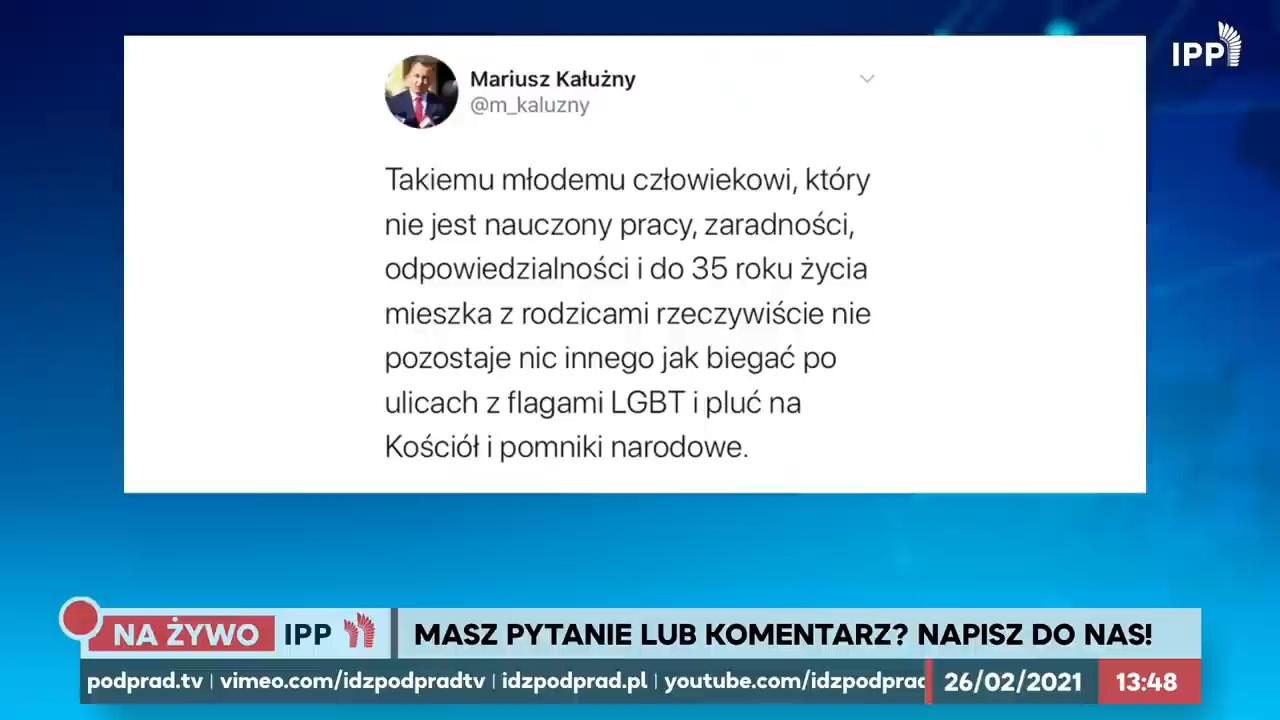 IPP
Mariusz Kałużny
@m_kaluzny
Takiemu młodemu człowiekowi, który
nie jest nauczony pracy, zaradności,
odpowiedzialności i do 35 roku życia
mieszka z rodzicami rzeczywiście nie
pozostaje nic innego jak biegać po
ulicach z flagami LGBT i pluć na
Kościół i pomniki narodowe.
NA ŻYWO IPP MASZ PYTANIE LUB KOMENTARZ? NAPISZ DO NAS!
podprad.tv | vimeo.com/idzpodpradtv | idzpodprad.pl | youtube.com/idzpodprad 26/02/2021 13:48